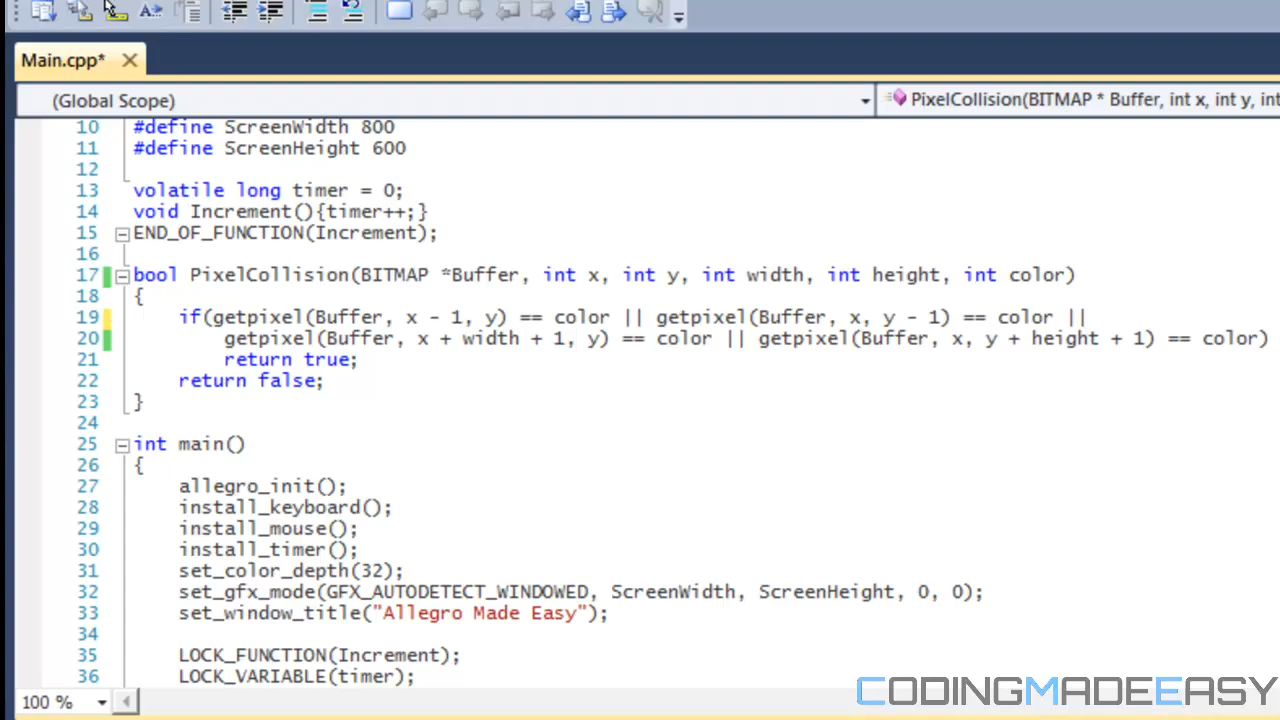 Main.cpp*
(Global Scope)
PixelCollision(BITMAP * Buffer, int x, int y, int
10 #define ScreenWidth 800
11 #define ScreenHeight 600
12
13 volatile long timer = 0;
14 void Increment(){timer++;}
15 END_OF_FUNCTION(Increment);
16
17 bool PixelCollision(BITMAP *Buffer, int x, int y, int width, int height, int color)
18 {
19 if(getpixel(Buffer, x - 1, y) == color || getpixel(Buffer, x, y - 1) == color ||
20 getpixel(Buffer, x + width + 1, y) == color || getpixel(Buffer, x, y + height + 1) == color)
21 return true;
22 return false;
23 }
24
25 int main()
26 {
27 allegro_init();
28 install_keyboard();
29 install_mouse();
30 install_timer();
31 set_color_depth(32);
32 set_gfx_mode(GFX_AUTODETECT_WINDOWED, ScreenWidth, ScreenHeight, 0, 0);
33 set_window_title("Allegro Made Easy");
34
35 LOCK_FUNCTION(Increment);
36 LOCK_VARIABLE(timer);
100 %
CODINGMADEEASY